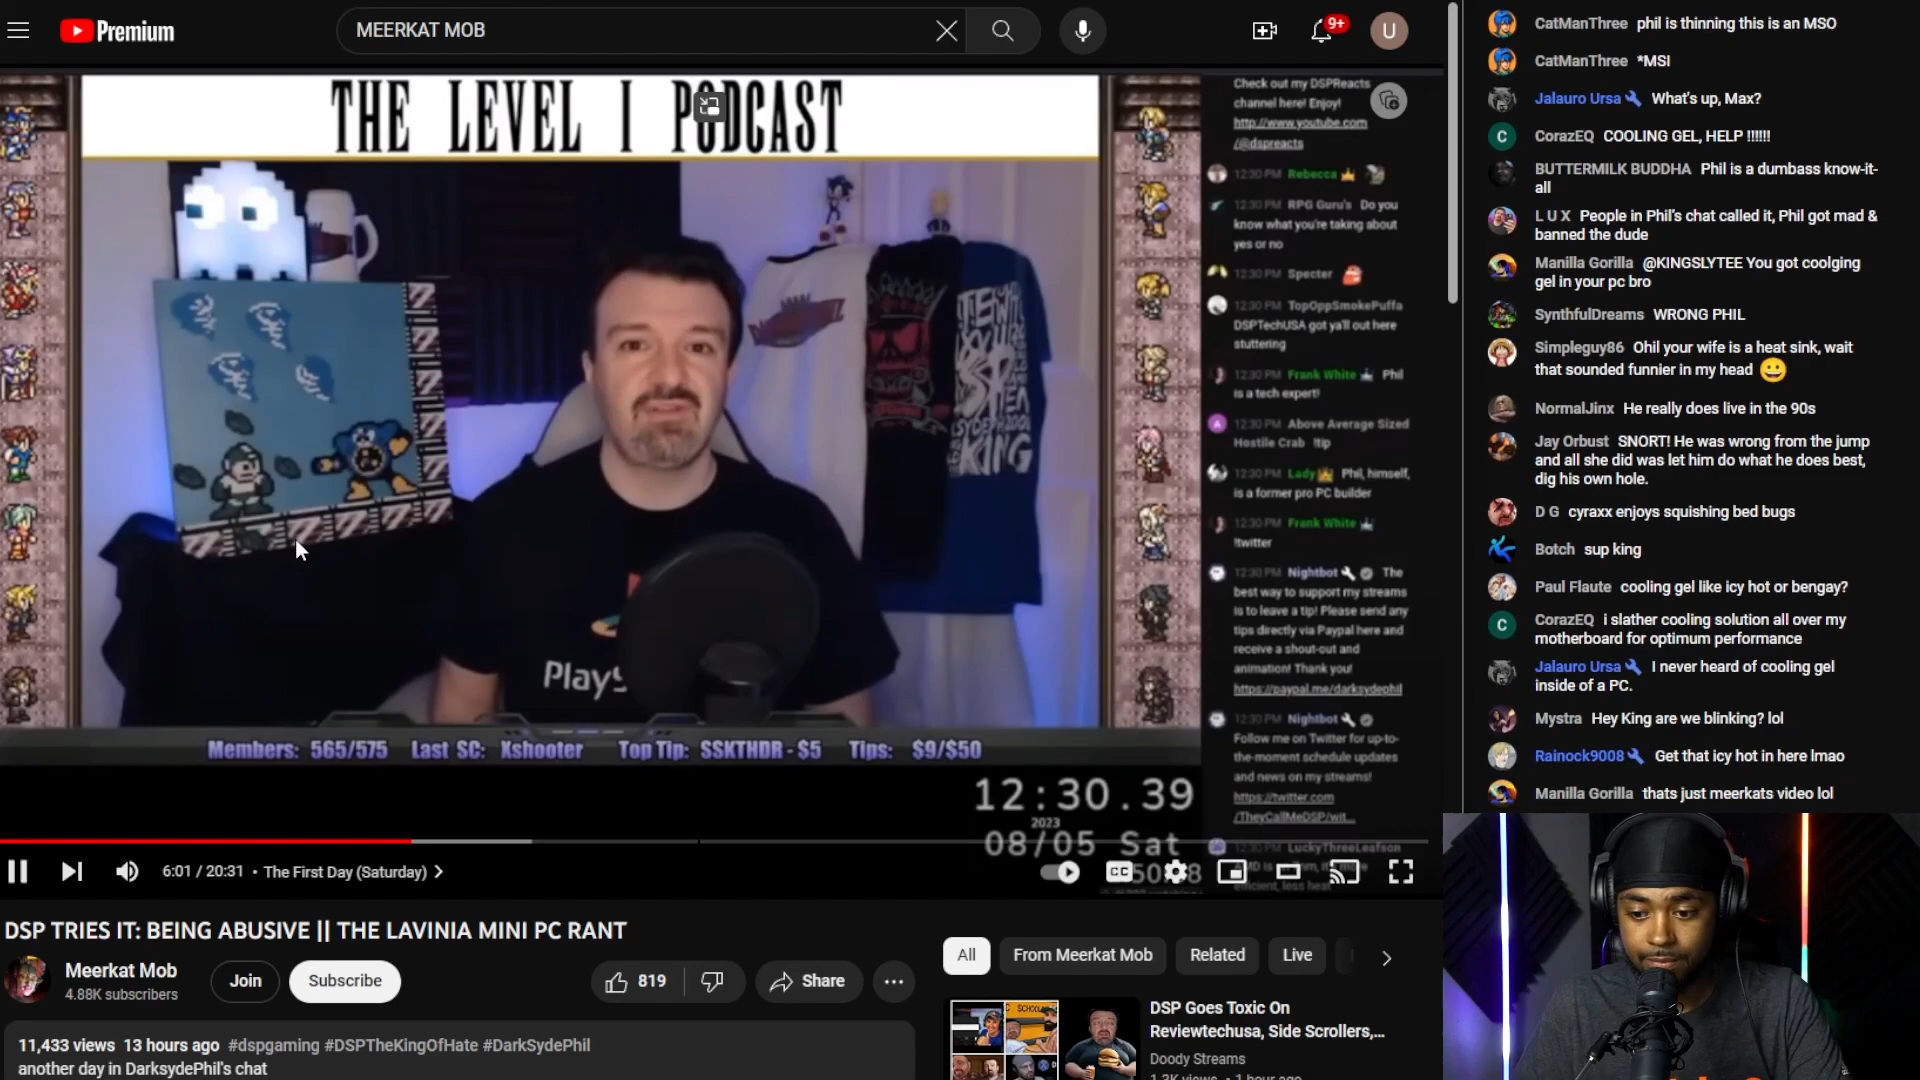 Premium
MEERKAT MOB
9+
U
THE LEVEL 1 PODCAST
Check out my DSPReacts
channel here! Enjoy!
http://www.youtube.com
/@dspreacts
12:30 PM Rebecca
12:30 PM RPG Guru's Do you
know what you're taking about
yes or no
12:30 PM Specter
12:30 PM TopOppSmokePuffa
DSPTechUSA got ya'll out here
stuttering
12:30 PM Frank White Phil
is a tech expert!
A 12:30 PM Above Average Sized
Hostile Crab !tip
12:30 PM Lady Phil, himself,
is a former pro PC builder
12:30 PM Frank White
!twitter
12:30 PM Nightbot The
best way to support my streams
is to leave a tip! Please send any
tips directly via Paypal here and
receive a shout-out and
animation! Thank you!
https://paypal.me/darksydephil
12:30 PM Nightbot
Follow me on Twitter for up-to-
the-moment schedule updates
and news on my streams!
https://twitter.com
/TheyCallMeDSP/wit...
12:30 PM LuckyThreeLeafson
KING
PlayS
Members: 565/575 Last SC: Kshooter Top Tip: SSKTHDR - $5 Tips: $9/$50
12:30.39
2023
08/05 Sat
6:01 / 20:31 • The First Day (Saturday)
CC
DSP TRIES IT: BEING ABUSIVE || THE LAVINIA MINI PC RANT
Meerkat Mob
4.88K subscribers
Join
Subscribe
819
Share
11,433 views 13 hours ago #dspgaming #DSPTheKingOfHate #DarkSydePhil
another day in DarksydePhil's chat
All
From Meerkat Mob
Related
Live
DSP Goes Toxic On
Reviewtechusa, Side Scrollers,...
Doody Streams
1.3K views • 1 hour ago
CatManThree phil is thinning this is an MSO
CatManThree *MSI
Jalauro Ursa What's up, Max?
C CorazEQ COOLING GEL, HELP !!!!!!
BUTTERMILK BUDDHA Phil is a dumbass know-it-
all
L U X People in Phil's chat called it, Phil got mad &
banned the dude
Manilla Gorilla @KINGSLYTEE You got coolging
gel in your pc bro
SynthfulDreams WRONG PHIL
Simpleguy86 Ohil your wife is a heat sink, wait
that sounded funnier in my head
NormalJinx He really does live in the 90s
Jay Orbust SNORT! He was wrong from the jump
and all she did was let him do what he does best,
dig his own hole.
D G cyraxx enjoys squishing bed bugs
Botch sup king
Paul Flaute cooling gel like icy hot or bengay?
C CorazEQ i slather cooling solution all over my
motherboard for optimum performance
Jalauro Ursa I never heard of cooling gel
inside of a PC.
Mystra Hey King are we blinking? lol
Rainock9008 Get that icy hot in here lmao
Manilla Gorilla thats just meerkats video lol